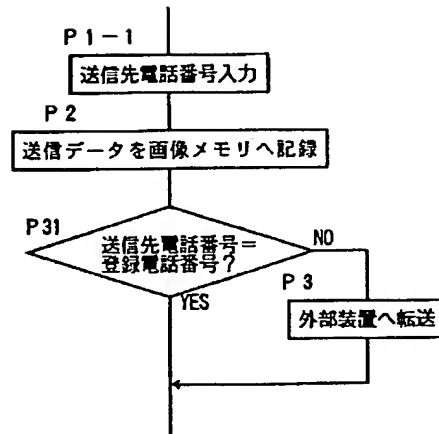 P1-1
送信先電話番号入力
P2
送信データを画像メモリへ記録
P31
送信先電話番号=
登録電話番号?
NO
YES
P3
外部装置へ転送